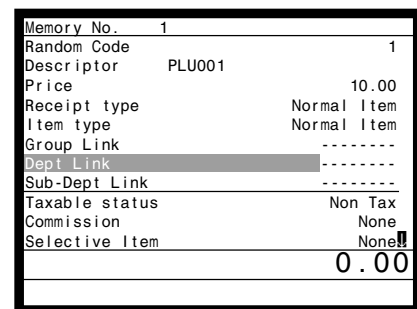 Memory No. 1
Random Code 1
Descriptor PLU001
Price 10.00
Receipt type Normal Item
Item type Normal Item
Group Link --------
Dept Link --------
Sub-Dept Link --------
Taxable status Non Tax
Commission None
Selective Item None↓
0.00